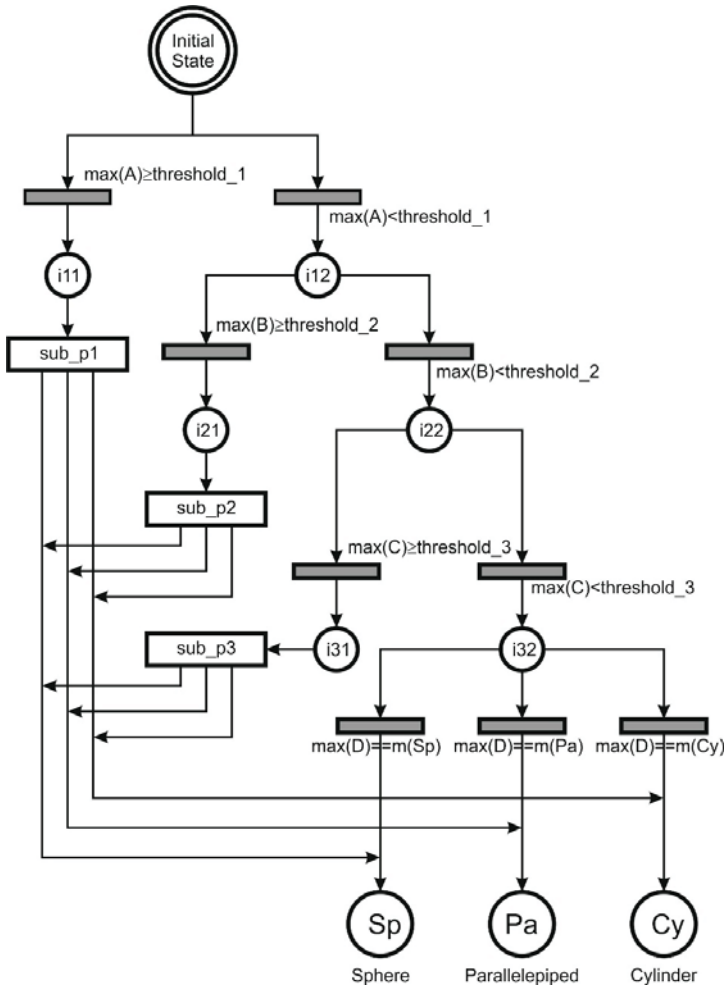 Initial
State
max(A)≥threshold_1
max(A)<threshold_1
i11
i12
max(B)≥threshold_2
sub_p1
max(B)<threshold_2
i21
i22
sub_p2
max(C)≥threshold_3
max(C)<threshold_3
sub_p3
i31
i32
max(D)==m(Sp)
max(D)==m(Pa)
max(D)==m(Cy)
Sp
Pa
Cy
Sphere
Parallelepiped
Cylinder